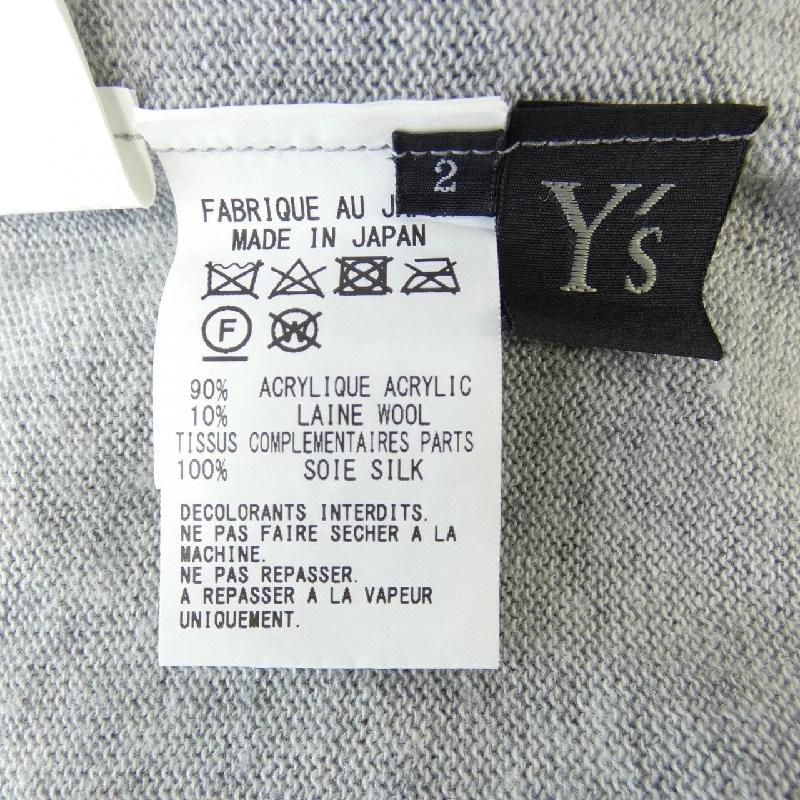 2
Y's
FABRIQUE AU
MADE IN JAPAN
F
W
90% ACRYLIQUE ACRYLIC
10% LAINE WOOL
TISSUS COMPLEMENTAIRES PARTS
100% SOIE SILK
DECOLORANTS INTERDITS.
NE PAS FAIRE SECHER A LA
MACHINE.
NE PAS REPASSER.
A REPASSER A LA VAPEUR
UNIQUEMENT.